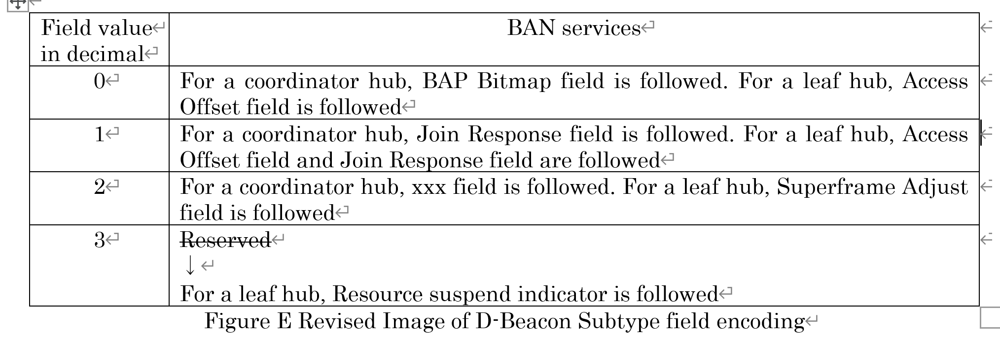 Field value
in decimal
BAN services
0
For a coordinator hub, BAP Bitmap field is followed. For a leaf hub, Access
Offset field is followed
1
For a coordinator hub, Join Response field is followed. For a leaf hub, Access
Offset field and Join Response field are followed
2
For a coordinator hub, xxx field is followed. For a leaf hub, Superframe Adjust
field is followed
3
Reserved
↓
For a leaf hub, Resource suspend indicator is followed
Figure E Revised Image of D-Beacon Subtype field encoding